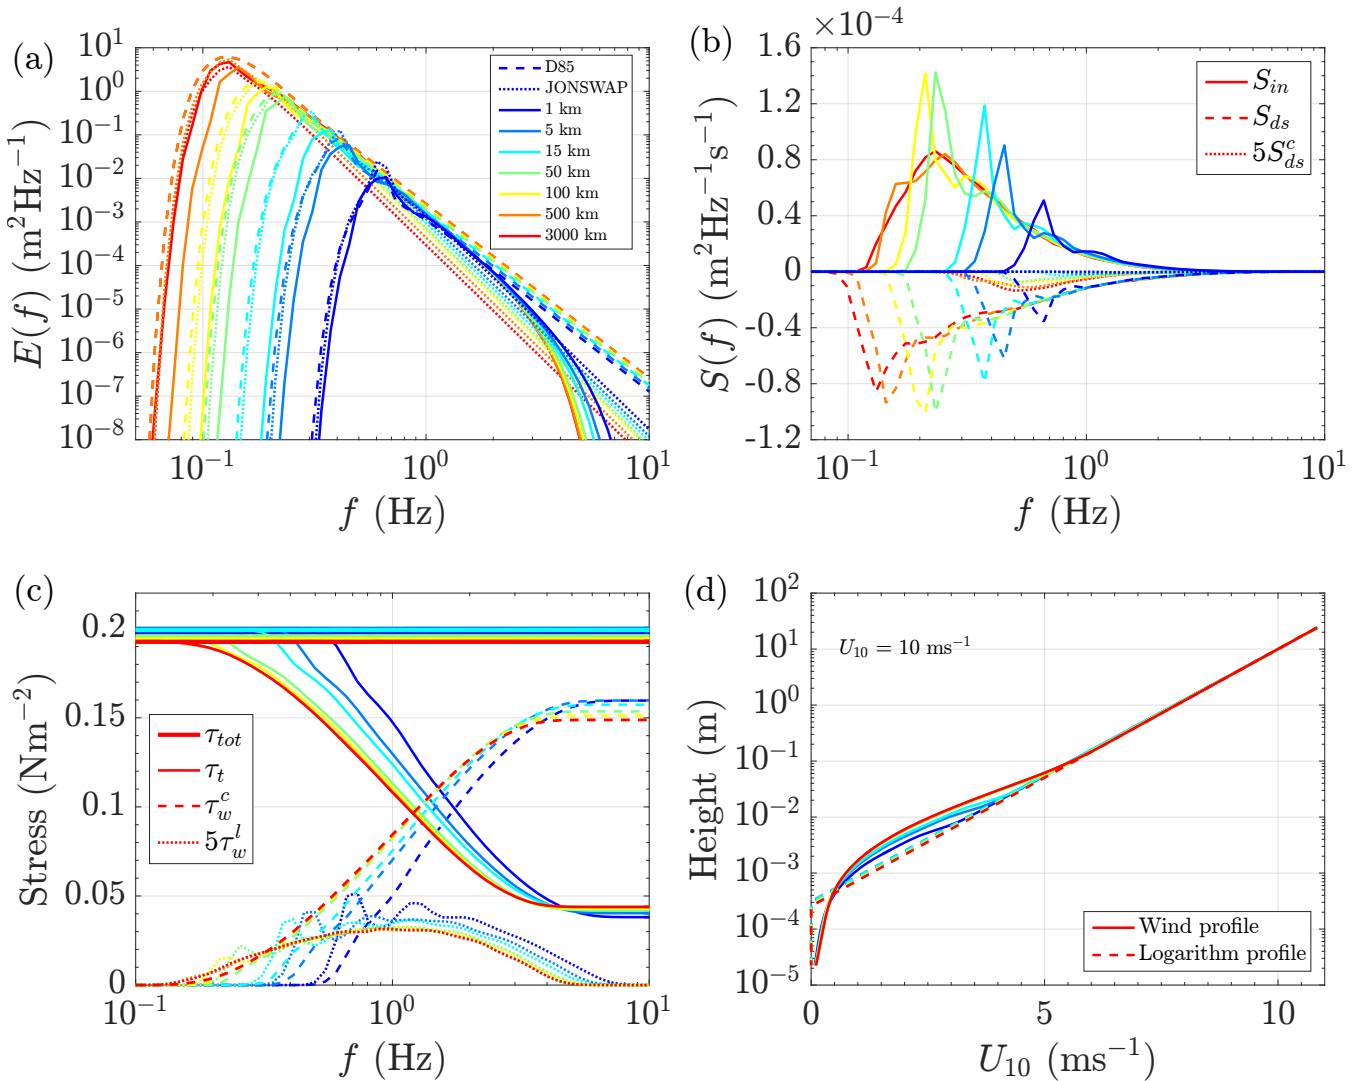 (a)
10^1
10^0
10^-1
10^-2
10^-3
10^-4
10^-5
10^-6
10^-7
10^-8
E(f) (m^2Hz^-1)
10^-1
10^0
10^1
f (Hz)
D85
JONSWAP
1 km
5 km
15 km
50 km
100 km
500 km
3000 km
(b)
×10^-4
1.6
1.2
0.8
0.4
0
-0.4
-0.8
-1.2
S(f) (m^2Hz^-1s^-1)
10^-1
10^0
10^1
f (Hz)
S_in
S_ds
5S_ds^c
(c)
0.2
0.15
0.1
0.05
0
Stress (Nm^-2)
10^-1
10^0
10^1
f (Hz)
τ_tot
τ_t
τ_w^c
5τ_w^l
(d)
10^2
10^1
10^0
10^-1
10^-2
10^-3
10^-4
10^-5
Height (m)
U_10 = 10 ms^-1
0
5
10
U_10 (ms^-1)
Wind profile
Logarithm profile